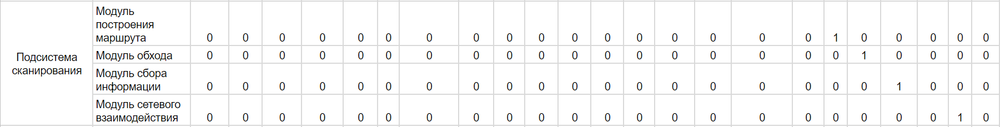 Модуль
построения
маршрута 0 0 0 0 0 0 0 0 0 0 0 0 0 0 0 0 0 1 0 0 0 0 0
Подсистема
сканирования
Модуль обхода 0 0 0 0 0 0 0 0 0 0 0 0 0 0 0 0 0 0 1 0 0 0 0
Модуль сбора
информации 0 0 0 0 0 0 0 0 0 0 0 0 0 0 0 0 0 0 0 1 0 0 0
Модуль сетевого
взаимодействия 0 0 0 0 0 0 0 0 0 0 0 0 0 0 0 0 0 0 0 0 0 1 0